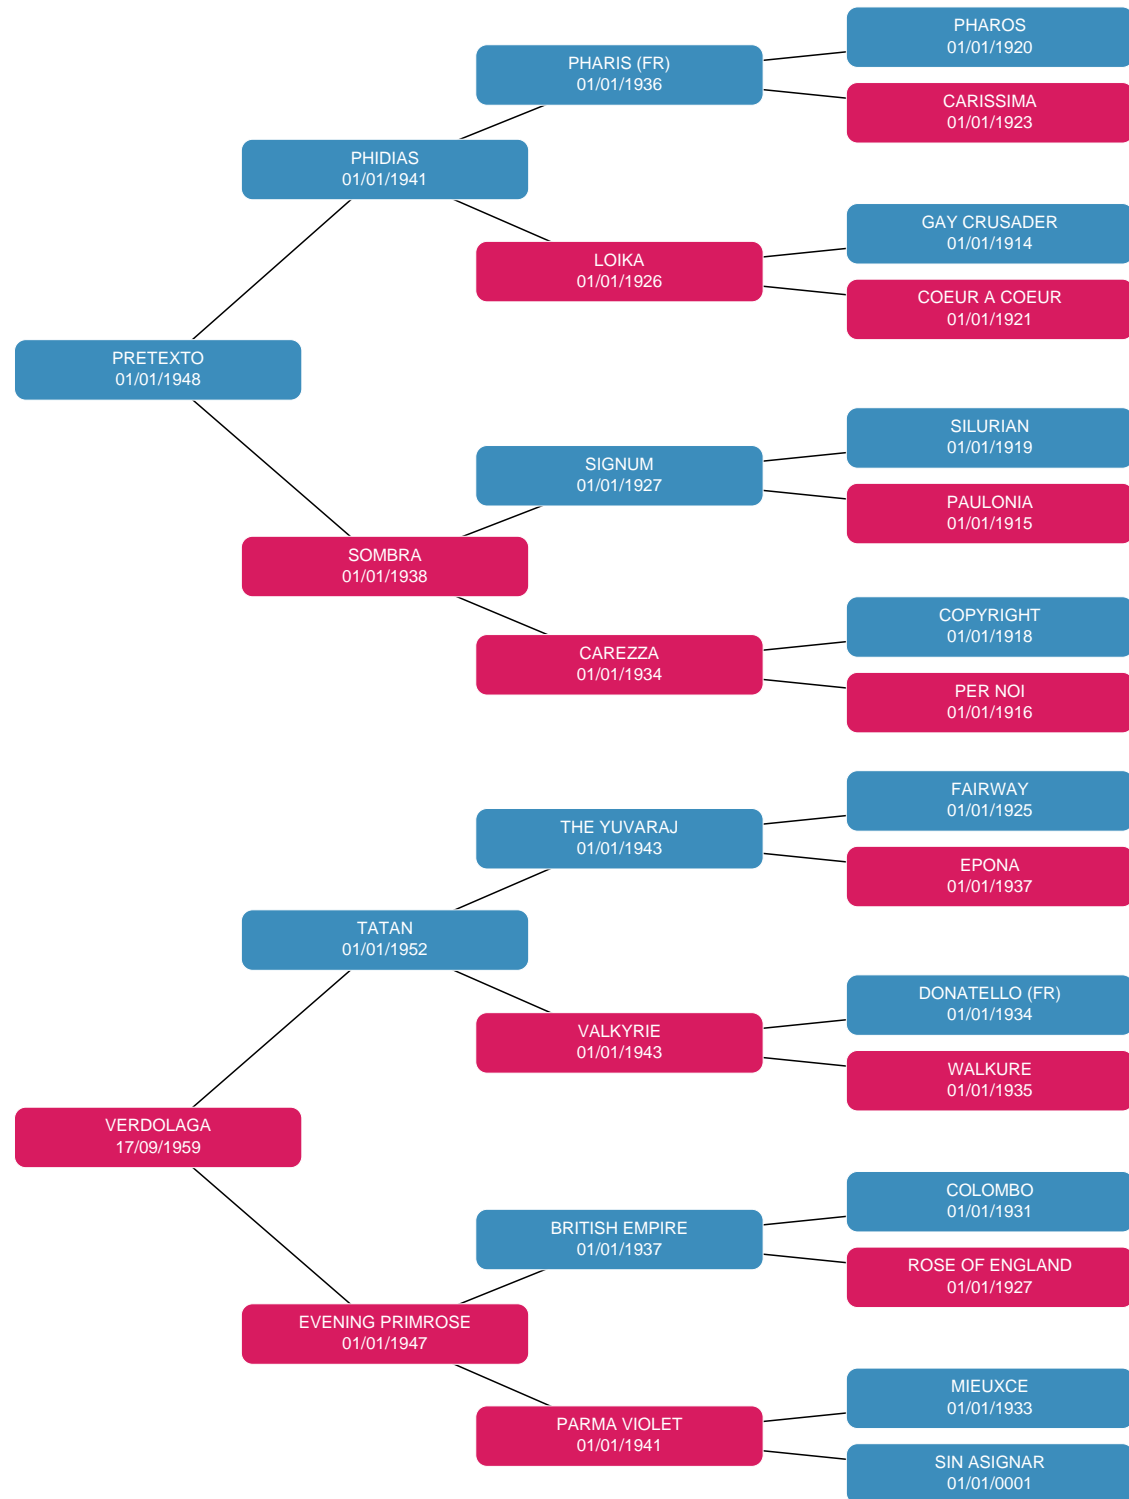 PHAROS
01/01/1920
PHARIS (FR)
01/01/1936
CARISSIMA
01/01/1923
PHIDIAS
01/01/1941
GAY CRUSADER
01/01/1914
LOIKA
01/01/1926
COEUR A COEUR
01/01/1921
PRETEXTO
01/01/1948
SILURIAN
01/01/1919
SIGNUM
01/01/1927
PAULONIA
01/01/1915
SOMBRA
01/01/1938
COPYRIGHT
01/01/1918
CAREZZA
01/01/1934
PER NOI
01/01/1916
FAIRWAY
01/01/1925
THE YUVARAJ
01/01/1943
EPONA
01/01/1937
TATAN
01/01/1952
DONATELLO (FR)
01/01/1934
VALKYRIE
01/01/1943
WALKURE
01/01/1935
VERDOLAGA
17/09/1959
COLOMBO
01/01/1931
BRITISH EMPIRE
01/01/1937
ROSE OF ENGLAND
01/01/1927
EVENING PRIMROSE
01/01/1947
MIEUXCE
01/01/1933
PARMA VIOLET
01/01/1941
SIN ASIGNAR
01/01/0001